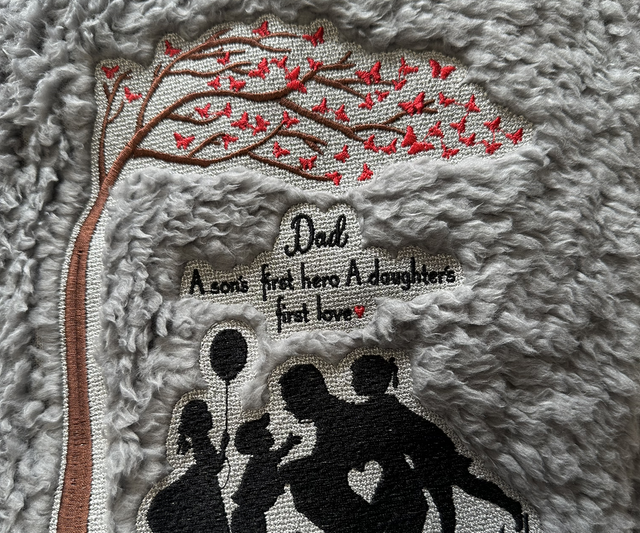 Dad
A son's first hero A daughter's
first love